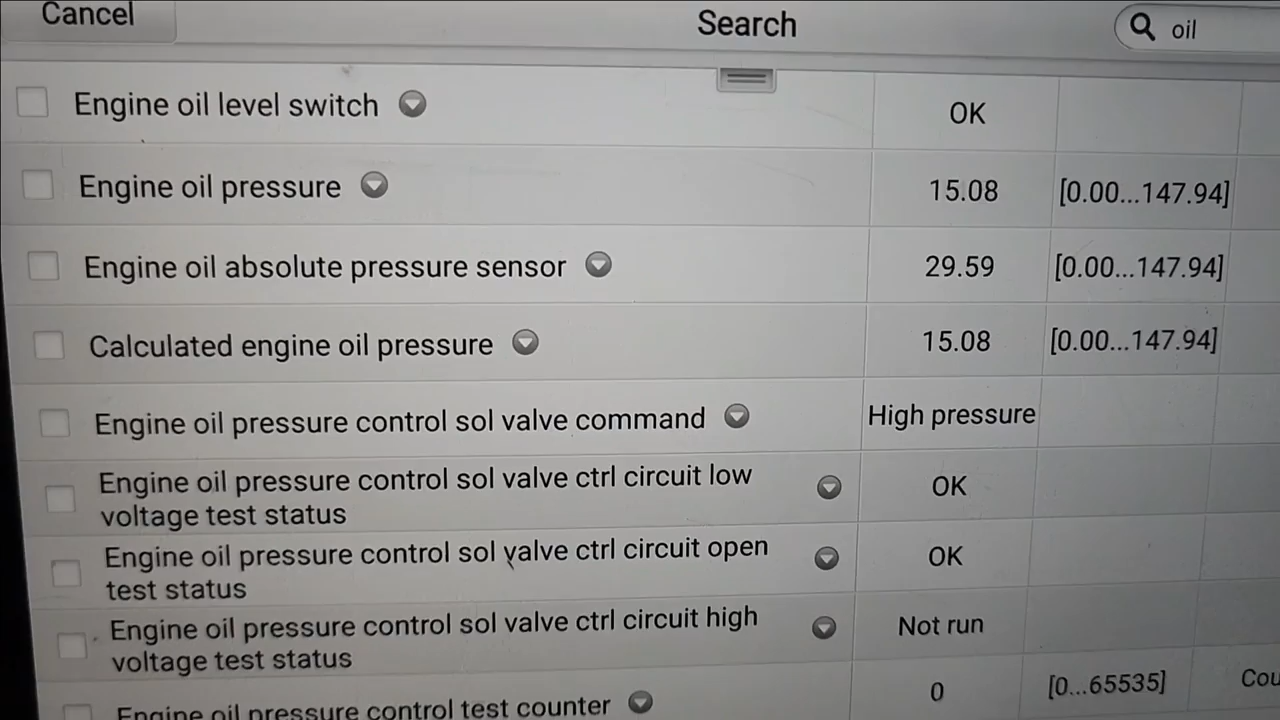 Cancel
Search
oil
Engine oil level switch
OK
Engine oil pressure
15.08
[0.00...147.94]
Engine oil absolute pressure sensor
29.59
[0.00...147.94]
Calculated engine oil pressure
15.08
[0.00...147.94]
Engine oil pressure control sol valve command
High pressure
Engine oil pressure control sol valve ctrl circuit low
voltage test status
OK
Engine oil pressure control sol valve ctrl circuit open
test status
OK
Engine oil pressure control sol valve ctrl circuit high
voltage test status
Not run
Engine oil pressure control test counter
0
[0...65535]
Cou